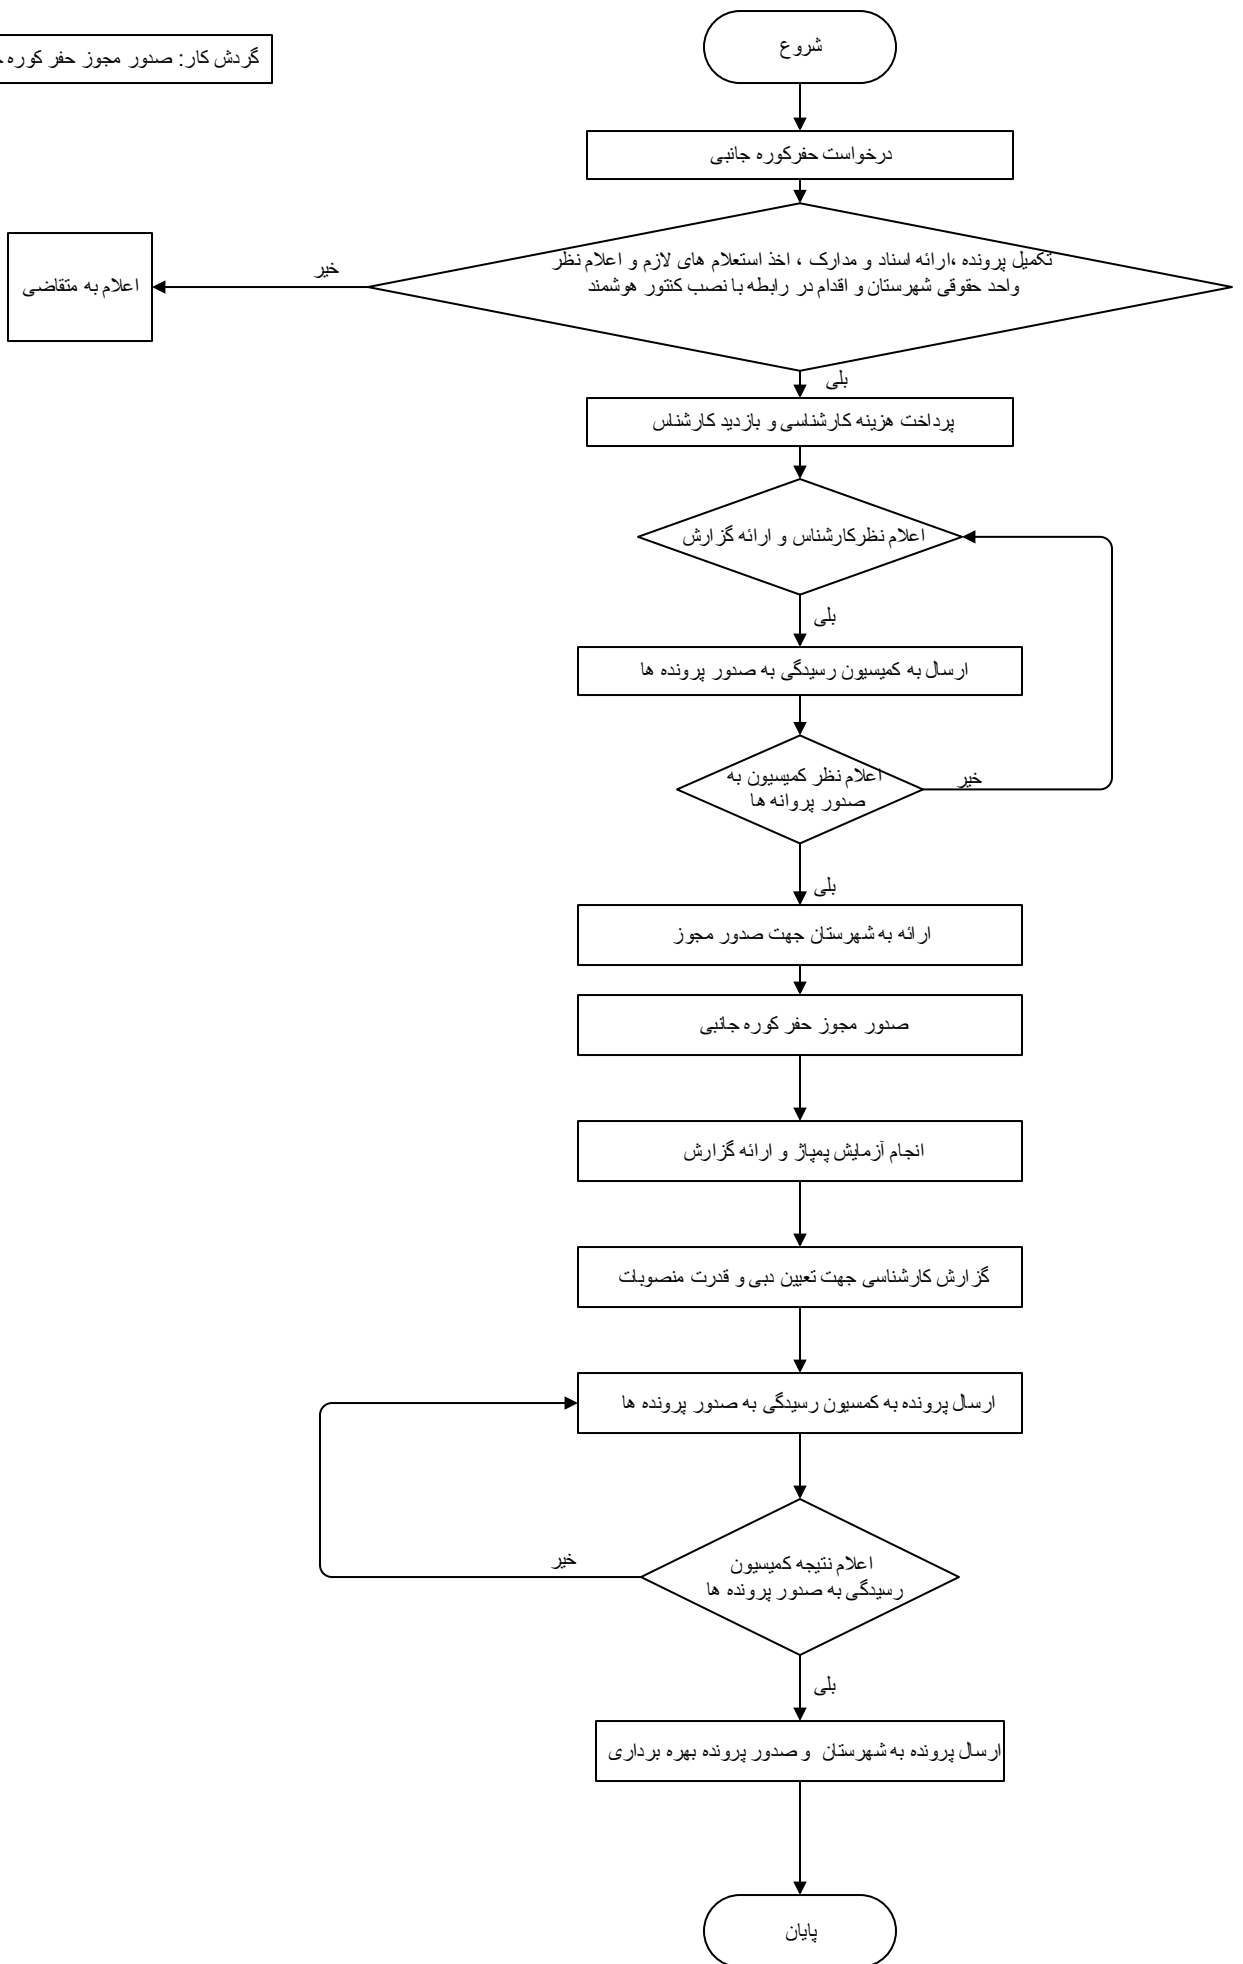 شروع
گردش کار: صدور مجوز حفر کوره
درخواست حفرکوره جانبی
تکمیل پرونده ،ارائه اسناد و مدارک ، اخذ استعلام های لازم و اعلام نظر
واحد حقوقی شهرستان و اقدام در رابطه با نصب کنتور هوشمند
خیر
اعلام به متقاضی
بلی
پرداخت هزینه کارشناسی و بازدید کارشناس
اعلام نظرکارشناس و ارائه گزارش
بلی
ارسال به کمیسیون رسیدگی به صدور پرونده ها
اعلام نظر کمیسیون به
صدور پروانه ها
خیر
بلی
ارائه به شهرستان جهت صدور مجوز
صدور مجوز حفر کوره جانبی
انجام آزمایش پمپاژ و ارائه گزارش
گزارش کارشناسی جهت تعیین دبی و قدرت منصوبات
ارسال پرونده به کمسیون رسیدگی به صدور پرونده ها
اعلام نتیجه کمیسیون
رسیدگی به صدور پرونده ها
خیر
بلی
ارسال پرونده به شهرستان و صدور پرونده بهره برداری
پایان